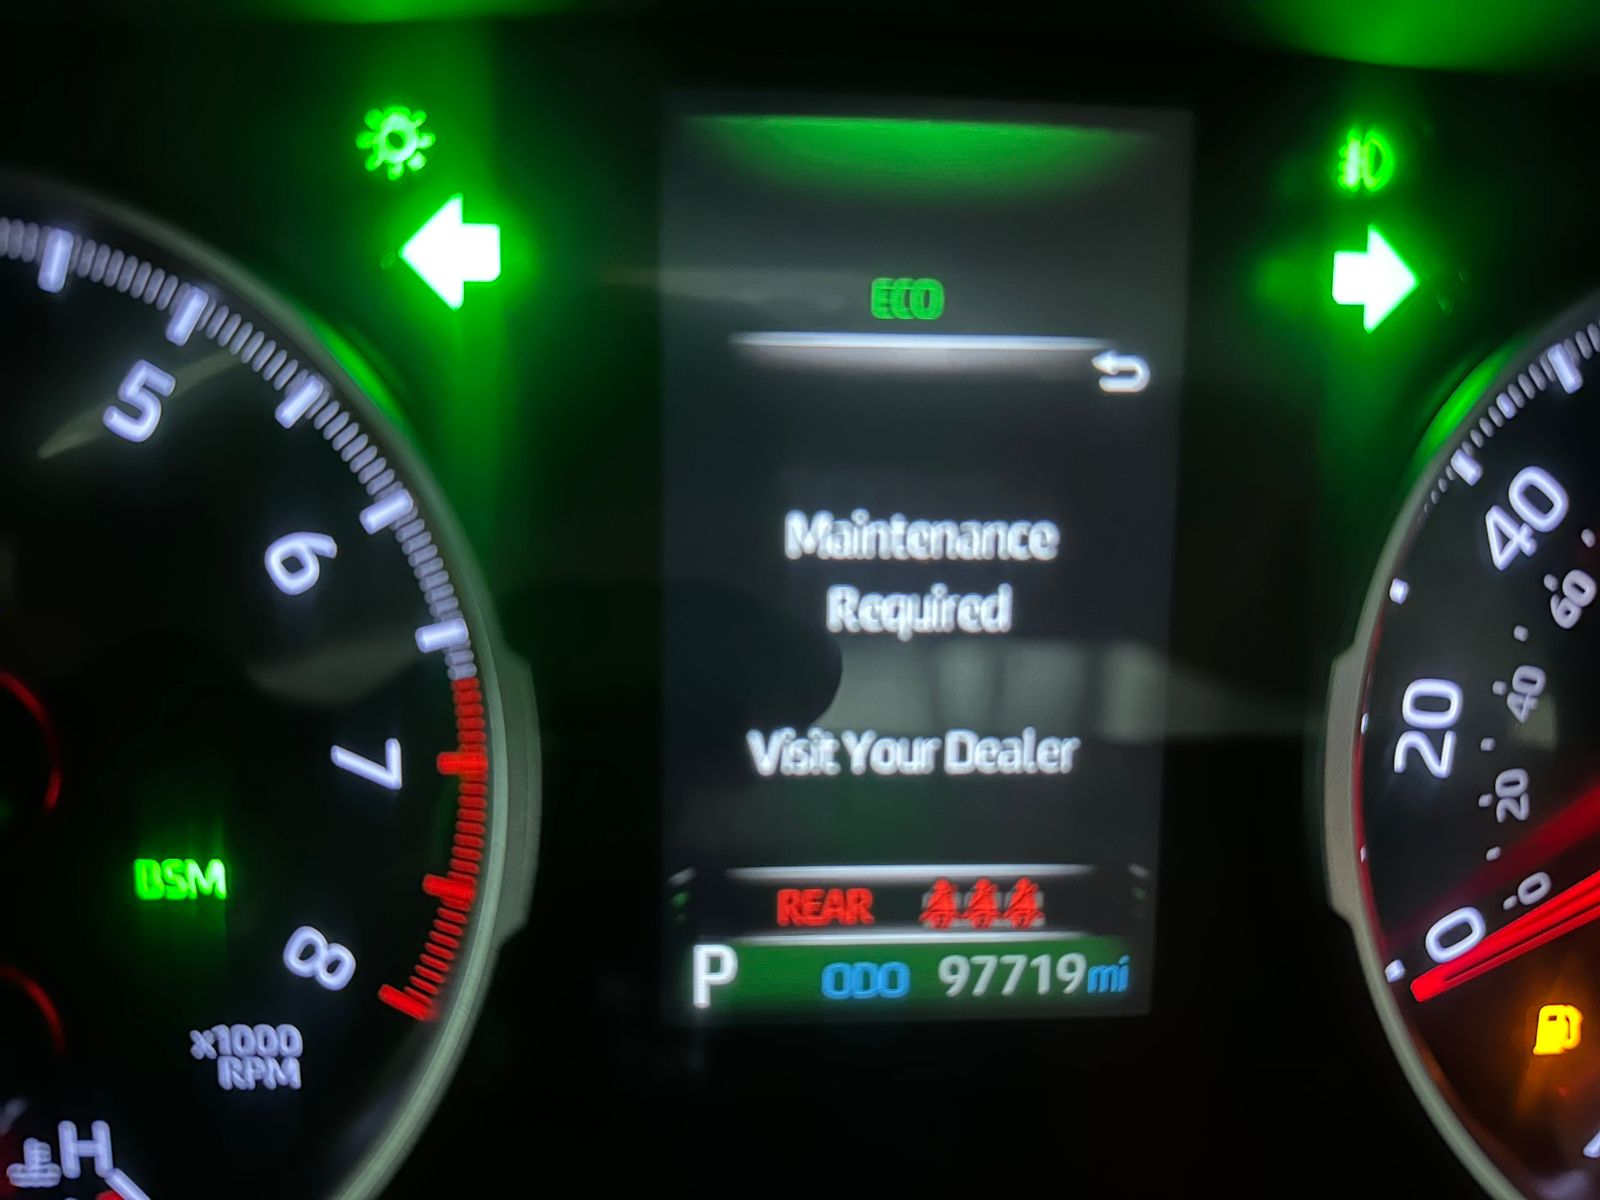 ECO
5
6
7
8
x1000
RPM
BSM
H
Maintenance
Required
Visit Your Dealer
REAR
P ODO 97719mi
40
60
20
40
20
0
0